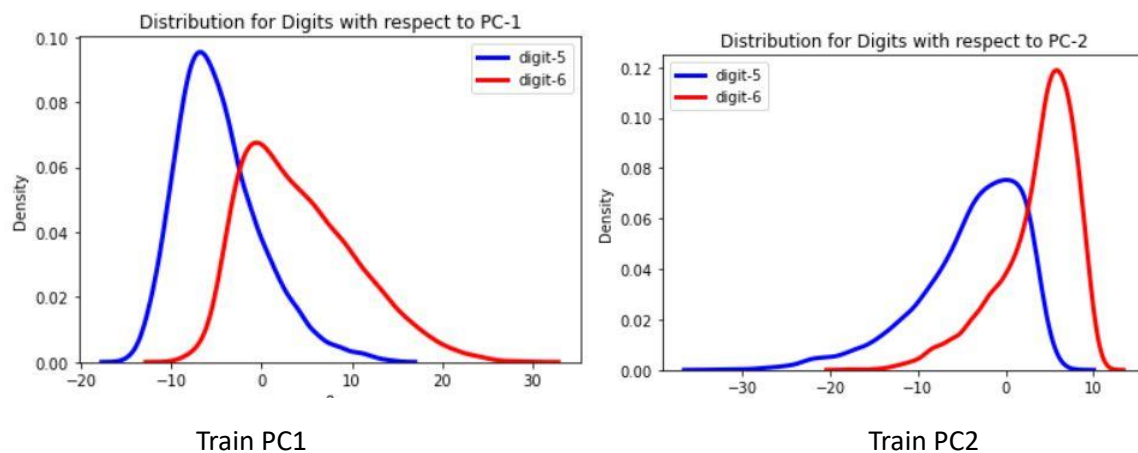 Distribution for Digits with respect to PC-1
0.10
0.08
0.06
0.04
0.02
0.00
Density
digit-5
digit-6
−20
−10
0
10
20
30
Train PC1
Distribution for Digits with respect to PC-2
0.12
0.10
0.08
0.06
0.04
0.02
0.00
Density
digit-5
digit-6
−30
−20
−10
0
10
Train PC2